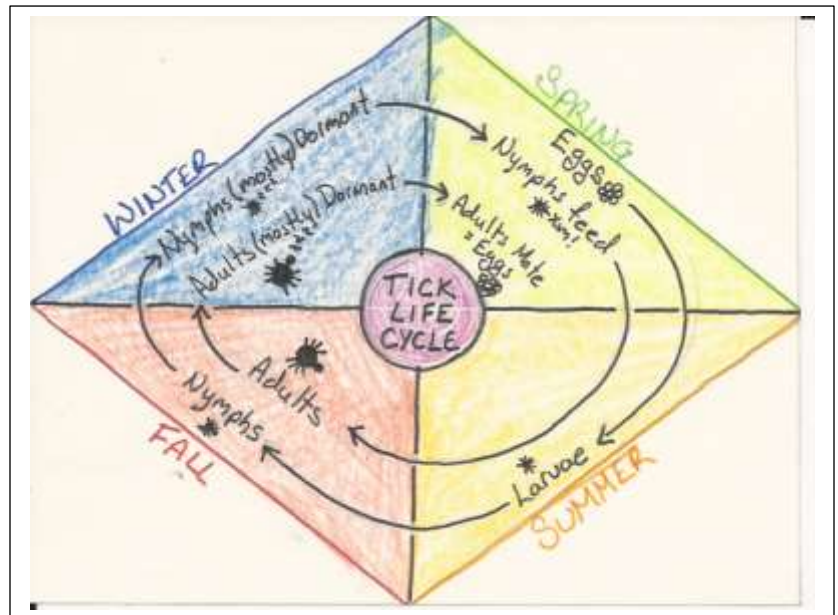 WINTER
Nymphs (mostly) Dormant
Adults (mostly) Dormant
SPRING
Eggs
Nymphs feed
Adults Mate
= Eggs
TICK
LIFE
CYCLE
FALL
Nymphs
Adults
SUMMER
Larvae